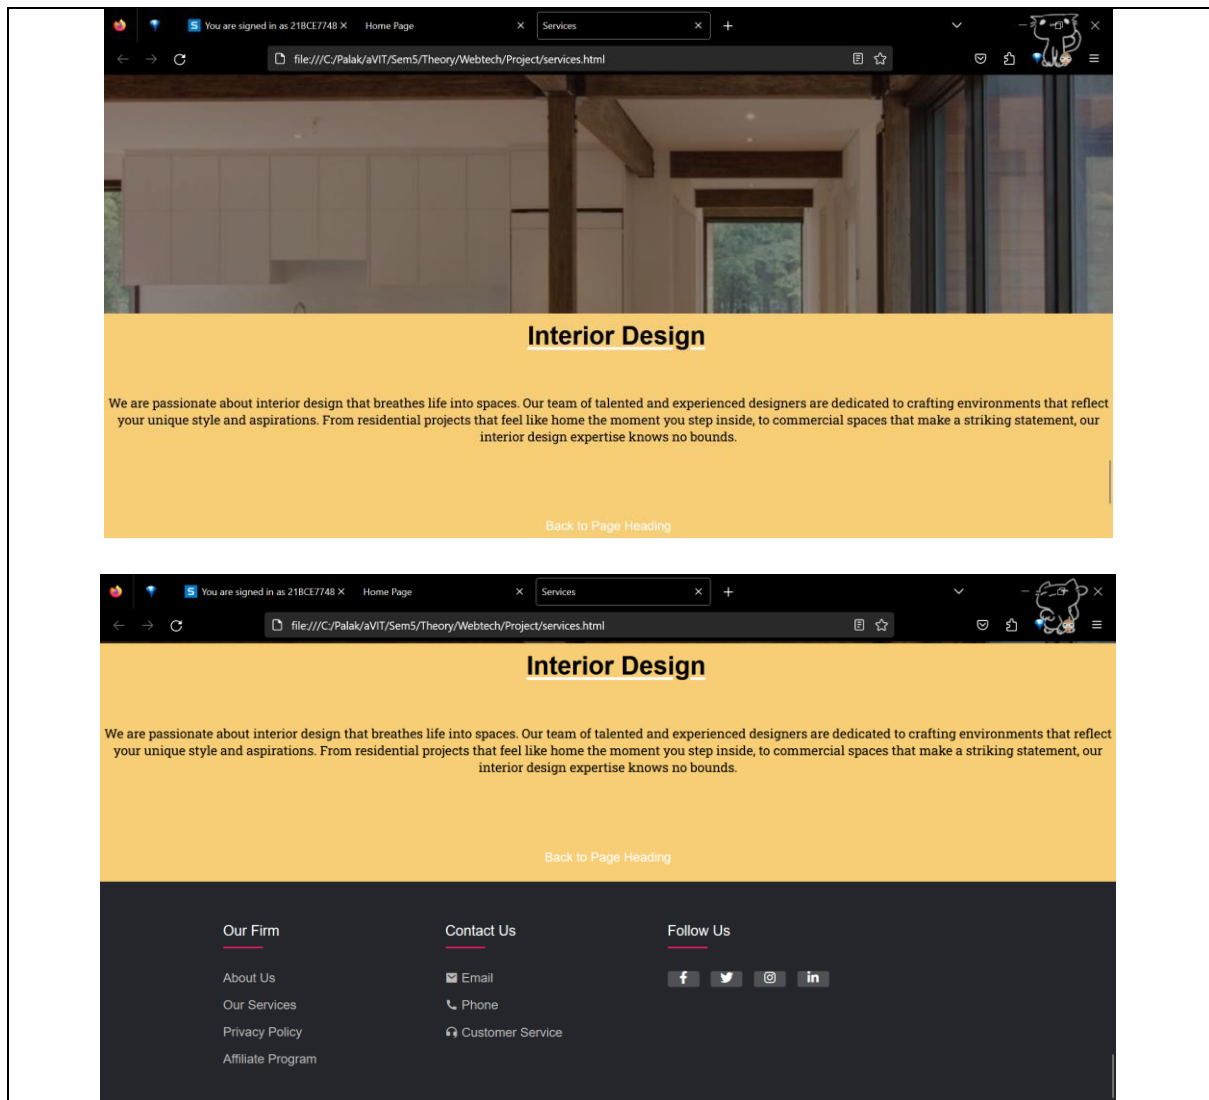 You are signed in as 21BCE7748 × Home Page × Services × +
file:///C:/Palak/aVIT/Sem5/Theory/Webtech/Project/services.html
Interior Design
We are passionate about interior design that breathes life into spaces. Our team of talented and experienced designers are dedicated to crafting environments that reflect
your unique style and aspirations. From residential projects that feel like home the moment you step inside, to commercial spaces that make a striking statement, our
interior design expertise knows no bounds.
Back to Page Heading
You are signed in as 21BCE7748 × Home Page × Services × +
file:///C:/Palak/aVIT/Sem5/Theory/Webtech/Project/services.html
Interior Design
We are passionate about interior design that breathes life into spaces. Our team of talented and experienced designers are dedicated to crafting environments that reflect
your unique style and aspirations. From residential projects that feel like home the moment you step inside, to commercial spaces that make a striking statement, our
interior design expertise knows no bounds.
Back to Page Heading
Our Firm
About Us
Our Services
Privacy Policy
Affiliate Program
Contact Us
Email
Phone
Customer Service
Follow Us